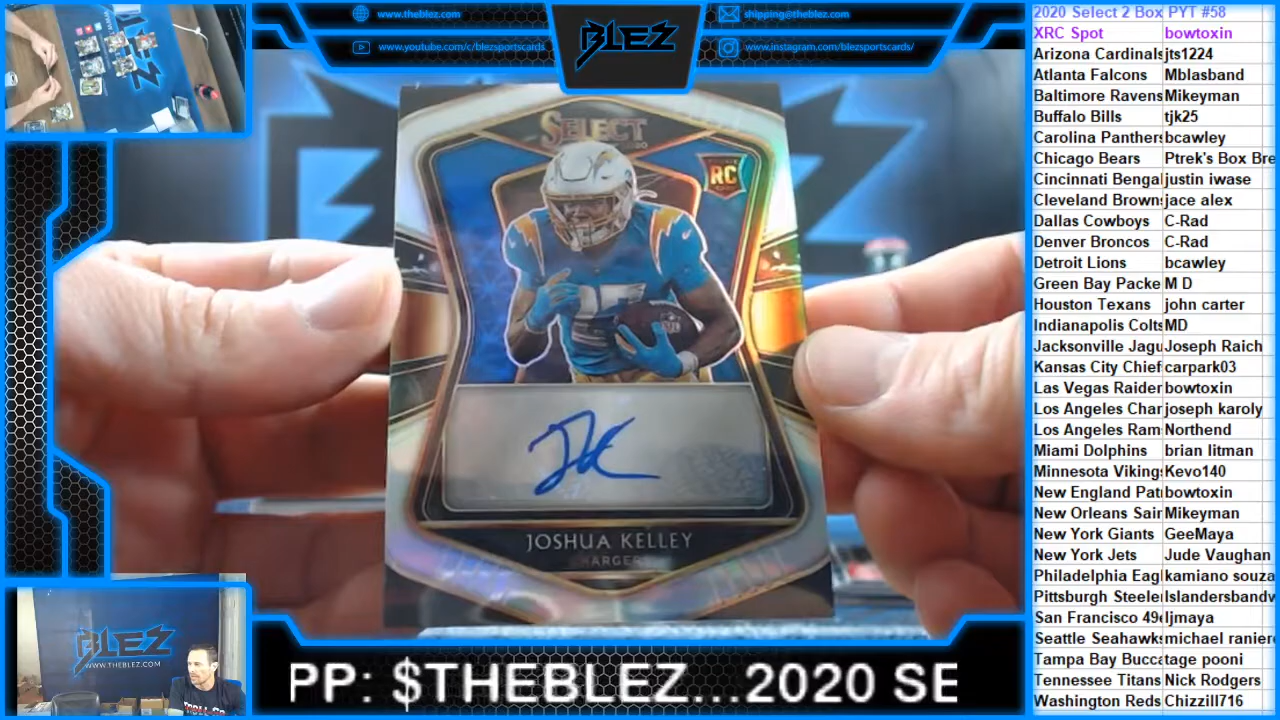 www.theblez.com
shipping@theblez.com
www.youtube.com/c/blezsportscards
www.instagram.com/blezsportscards/
BLEZ
SELECT
2020
RC
JOSHUA KELLEY
CHARGERS
BLEZ
WWW.THEBLEZ.COM
PP: $THEBLEZ...2020 SE
2020 Select 2 Box PYT #58
XRC Spot bowtoxin
Arizona Cardinals jts1224
Atlanta Falcons Mblasband
Baltimore Ravens Mikeyman
Buffalo Bills tjk25
Carolina Panthers bcawley
Chicago Bears Ptrek's Box Bre
Cincinnati Bengal justin iwase
Cleveland Browns jace alex
Dallas Cowboys C-Rad
Denver Broncos C-Rad
Detroit Lions bcawley
Green Bay Packe M D
Houston Texans john carter
Indianapolis Colts MD
Jacksonville Jagu Joseph Raich
Kansas City Chief carpark03
Las Vegas Raider bowtoxin
Los Angeles Char joseph karoly
Los Angeles Ram Northend
Miami Dolphins brian litman
Minnesota Viking Kevo140
New England Pat bowtoxin
New Orleans Sain Mikeyman
New York Giants GeeMaya
New York Jets Jude Vaughan
Philadelphia Eagl kamiano souza
Pittsburgh Steele Islandersbandw
San Francisco 49e ljmaya
Seattle Seahawks michael ranier
Tampa Bay Bucca tage pooni
Tennessee Titans Nick Rodgers
Washington Reds Chizzill716